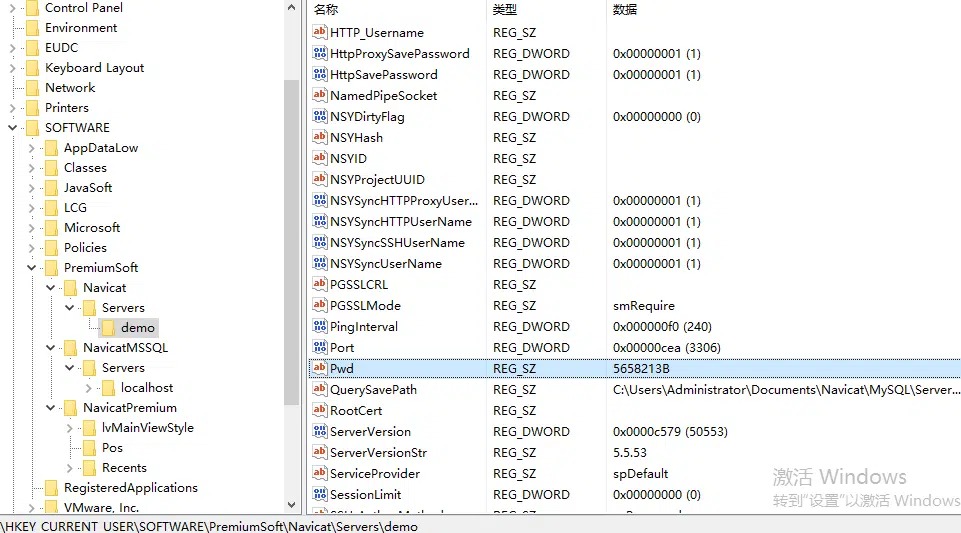 Control Panel
Environment
EUDC
Keyboard Layout
Network
Printers
SOFTWARE
AppDataLow
Classes
JavaSoft
LCG
Microsoft
Policies
PremiumSoft
Navicat
Servers
demo
NavicatMSSQL
Servers
localhost
NavicatPremium
lvMainViewStyle
Pos
Recents
RegisteredApplications
VMware, Inc.
名称 类型 数据
HTTP_Username REG_SZ
HttpProxySavePassword REG_DWORD 0x00000001 (1)
HttpSavePassword REG_DWORD 0x00000001 (1)
NamedPipeSocket REG_SZ
NSYDirtyFlag REG_DWORD 0x00000000 (0)
NSYHash REG_SZ
NSYID REG_SZ
NSYProjectUUID REG_SZ
NSYSyncHTTPProxyUser... REG_DWORD 0x00000001 (1)
NSYSyncHTTPUserName REG_DWORD 0x00000001 (1)
NSYSyncSSHUserName REG_DWORD 0x00000001 (1)
NSYSyncUserName REG_DWORD 0x00000001 (1)
PGSSLCRL REG_SZ
PGSSLMode REG_SZ smRequire
PingInterval REG_DWORD 0x000000f0 (240)
Port REG_DWORD 0x00000cea (3306)
Pwd REG_SZ 5658213B
QuerySavePath REG_SZ C:\Users\Administrator\Documents\Navicat\MySQL\Server...
RootCert REG_SZ
ServerVersion REG_DWORD 0x0000c579 (50553)
ServerVersionStr REG_SZ 5.5.53
ServiceProvider REG_SZ spDefault
SessionLimit REG_DWORD 0x00000000 (0)
激活 Windows
转到"设置"以激活 Windows
\HKEY_CURRENT_USER\SOFTWARE\PremiumSoft\Navicat\Servers\demo